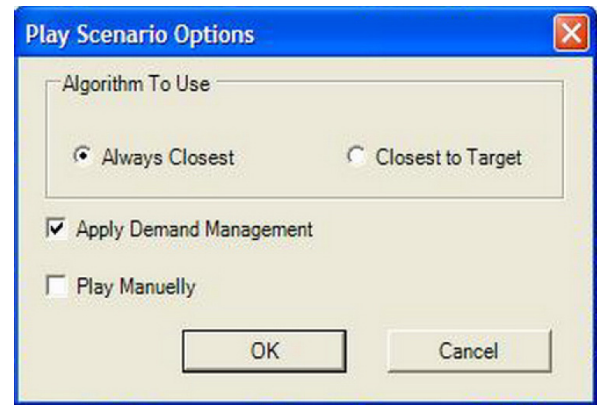 Play Scenario Options
Algorithm To Use
Always Closest Closest to Target
Apply Demand Management
Play Manuelly
OK Cancel